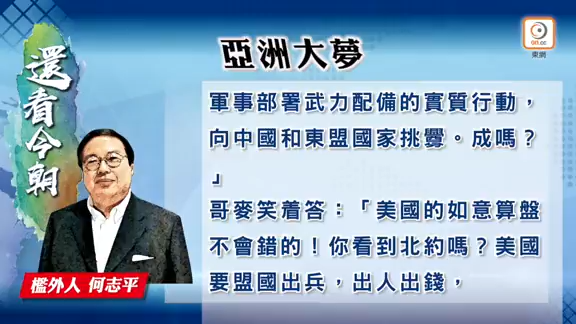 亞洲大夢
on.cc
東網
還看今朝
軍事部署武力配備的實質行動，
向中國和東盟國家挑釁。成嗎？
」
哥麥笑着答：「美國的如意算盤
不會錯的！你看到北約嗎？美國
要盟國出兵，出人出錢，
檻外人 何志平